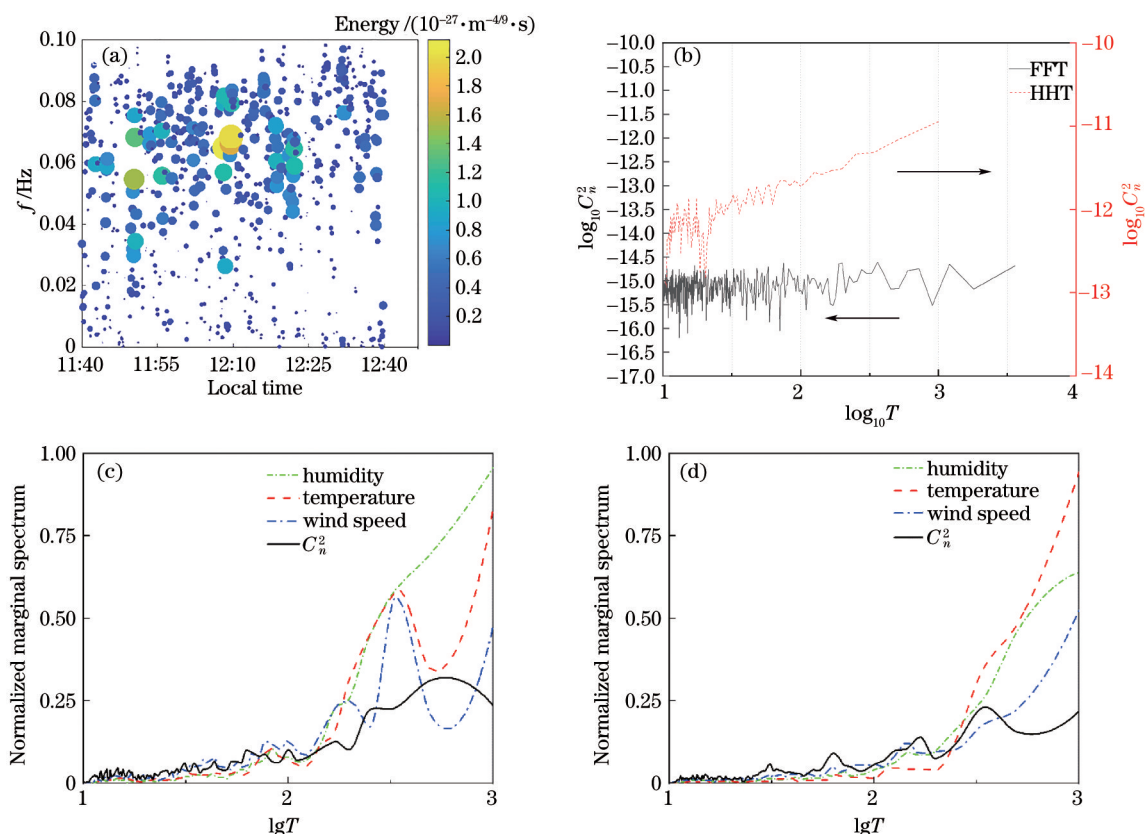 Energy /(10⁻²⁷·m⁻⁴/⁹·s)
(a)
0.10
0.08
0.06
0.04
0.02
0
f /Hz
2.0
1.8
1.6
1.4
1.2
1.0
0.8
0.6
0.4
0.2
11:40 11:55 12:10 12:25 12:40
Local time
(b)
FFT
HHT
−10.0
−10.5
−11.0
−11.5
−12.0
−12.5
−13.0
−13.5
−14.0
−14.5
−15.0
−15.5
−16.0
−16.5
−17.0
log₁₀Cₙ²
−10
−11
−12
−13
−14
log₁₀Cₙ²
1 2 3 4
log₁₀T
(c)
humidity
temperature
wind speed
Cₙ²
1.00
0.75
0.50
0.25
0
Normalized marginal spectrum
1 2 3
lgT
(d)
humidity
temperature
wind speed
Cₙ²
1.00
0.75
0.50
0.25
0
Normalized marginal spectrum
1 2 3
lgT